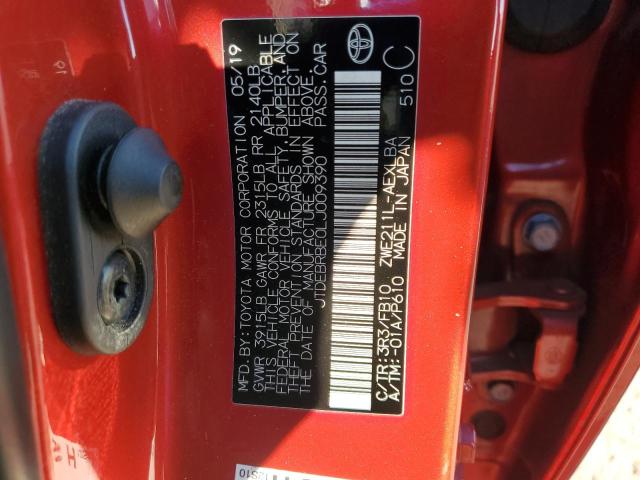 MFD.BY:TOYOTA MOTOR CORPORATION 05/19
GVWR 3915LB GAWR FR 2315LB RR 2140LB
THIS VEHICLE CONFORMS TO ALL APPLICABLE
FEDERAL MOTOR VEHICLE SAFETY, BUMPER, AND
THEFT PREVENTION STANDARDS IN EFFECT ON
THE DATE OF MANUFACTURE SHOWN ABOVE.
JTDEBRBE0LJ009390 PASS.CAR
C/TR:3R3/FB10 ZWE211L-AEXLBA
A/TM:-01A/P610 MADE IN JAPAN
510 C